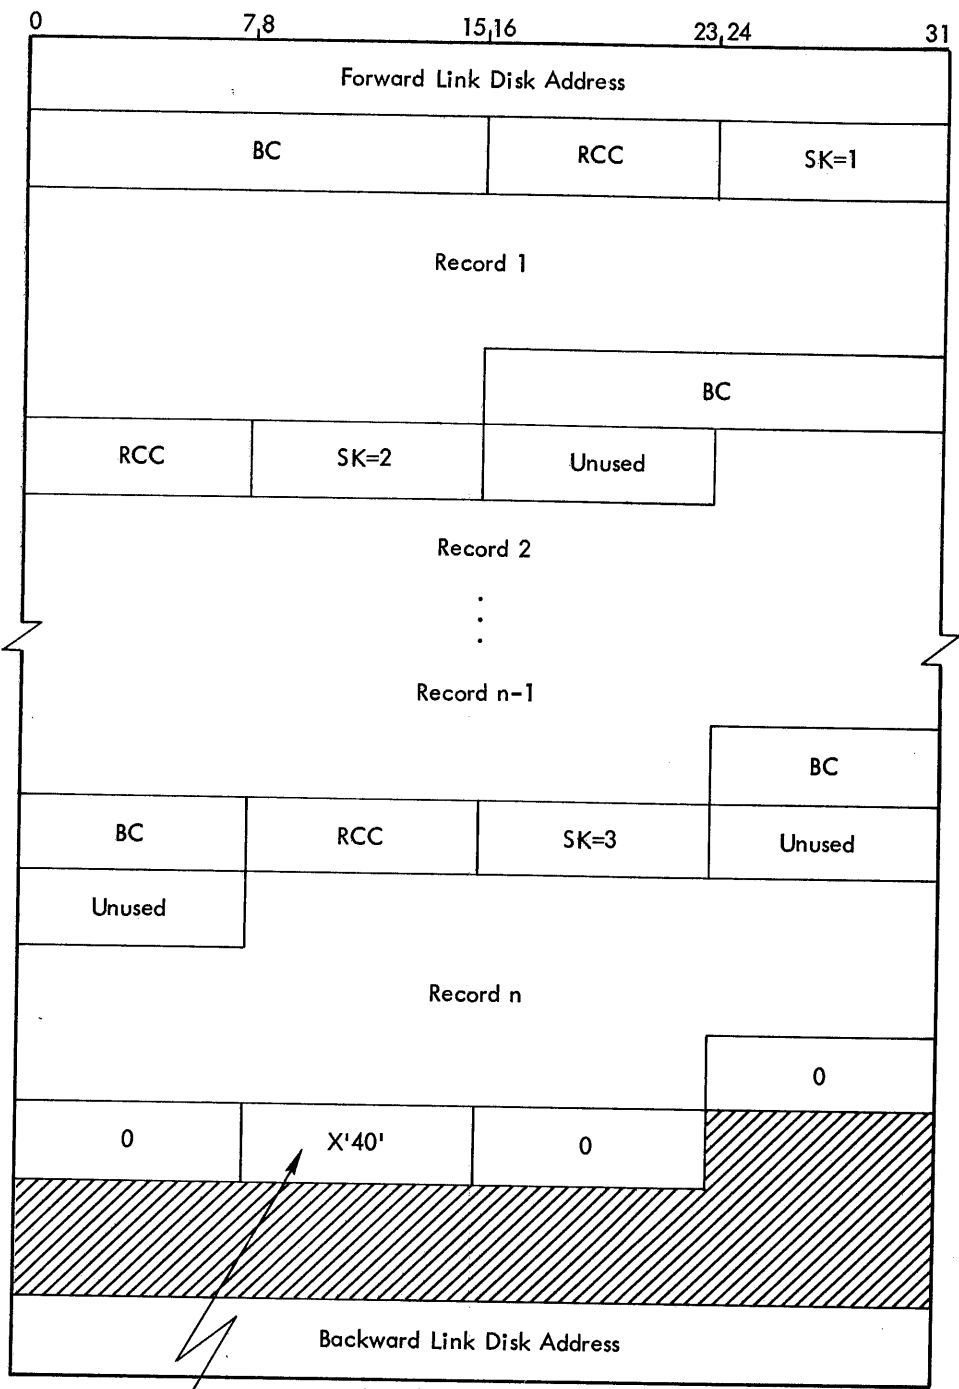 0 7,8 15,16 23,24 31
Forward Link Disk Address
BC RCC SK=1
Record 1
BC
RCC SK=2 Unused
Record 2
Record n-1
BC
BC RCC SK=3 Unused
Unused
Record n
0
0 X'40' 0
Backward Link Disk Address